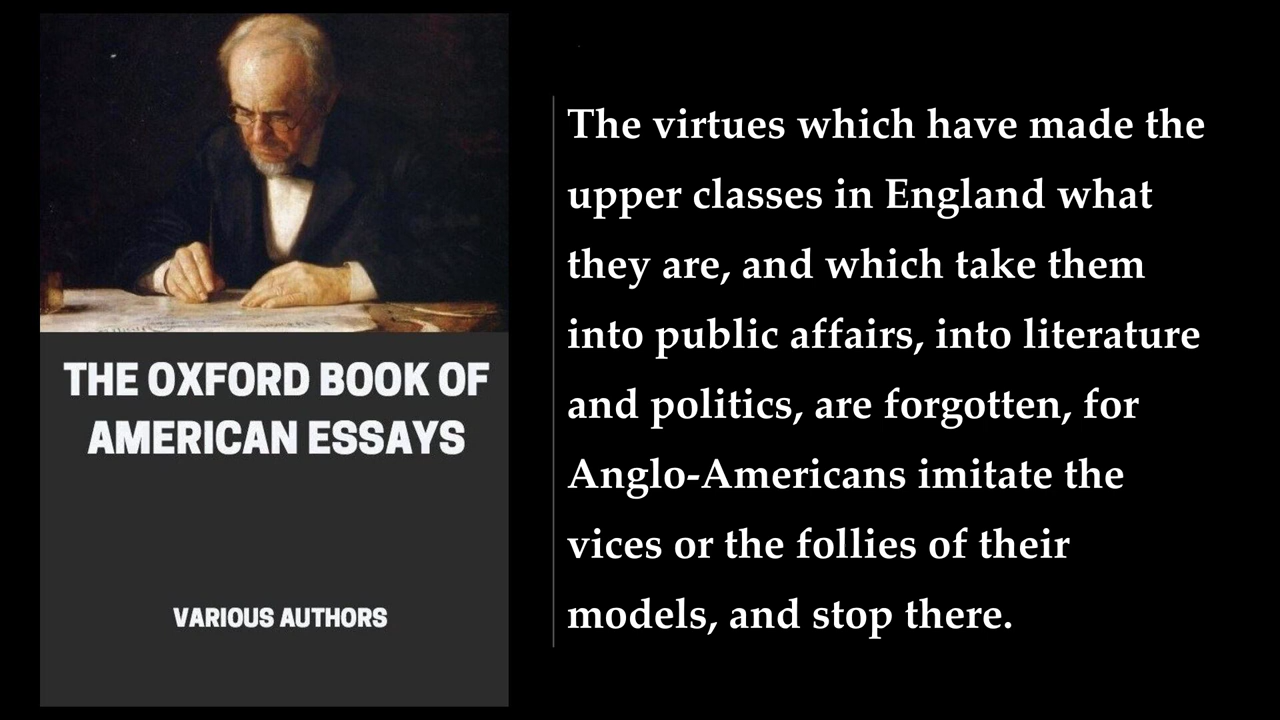 THE OXFORD BOOK OF
AMERICAN ESSAYS
VARIOUS AUTHORS
The virtues which have made the
upper classes in England what
they are, and which take them
into public affairs, into literature
and politics, are forgotten, for
Anglo-Americans imitate the
vices or the follies of their
models, and stop there.